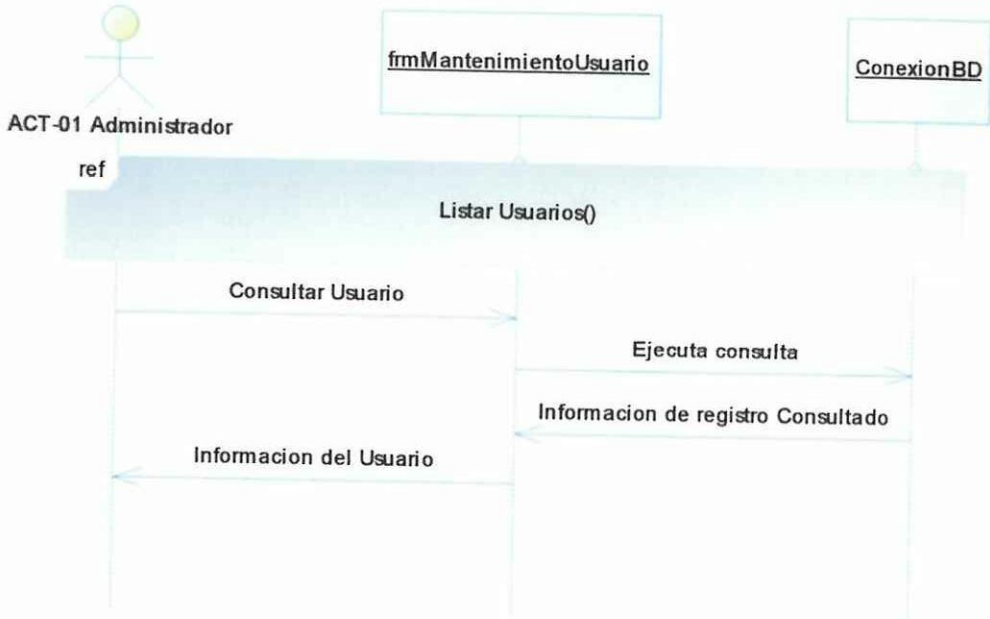 frmMantenimientoUsuario
ConexionBD
ACT-01 Administrador
ref
Listar Usuarios()
Consultar Usuario
Ejecuta consulta
Informacion de registro Consultado
Informacion del Usuario